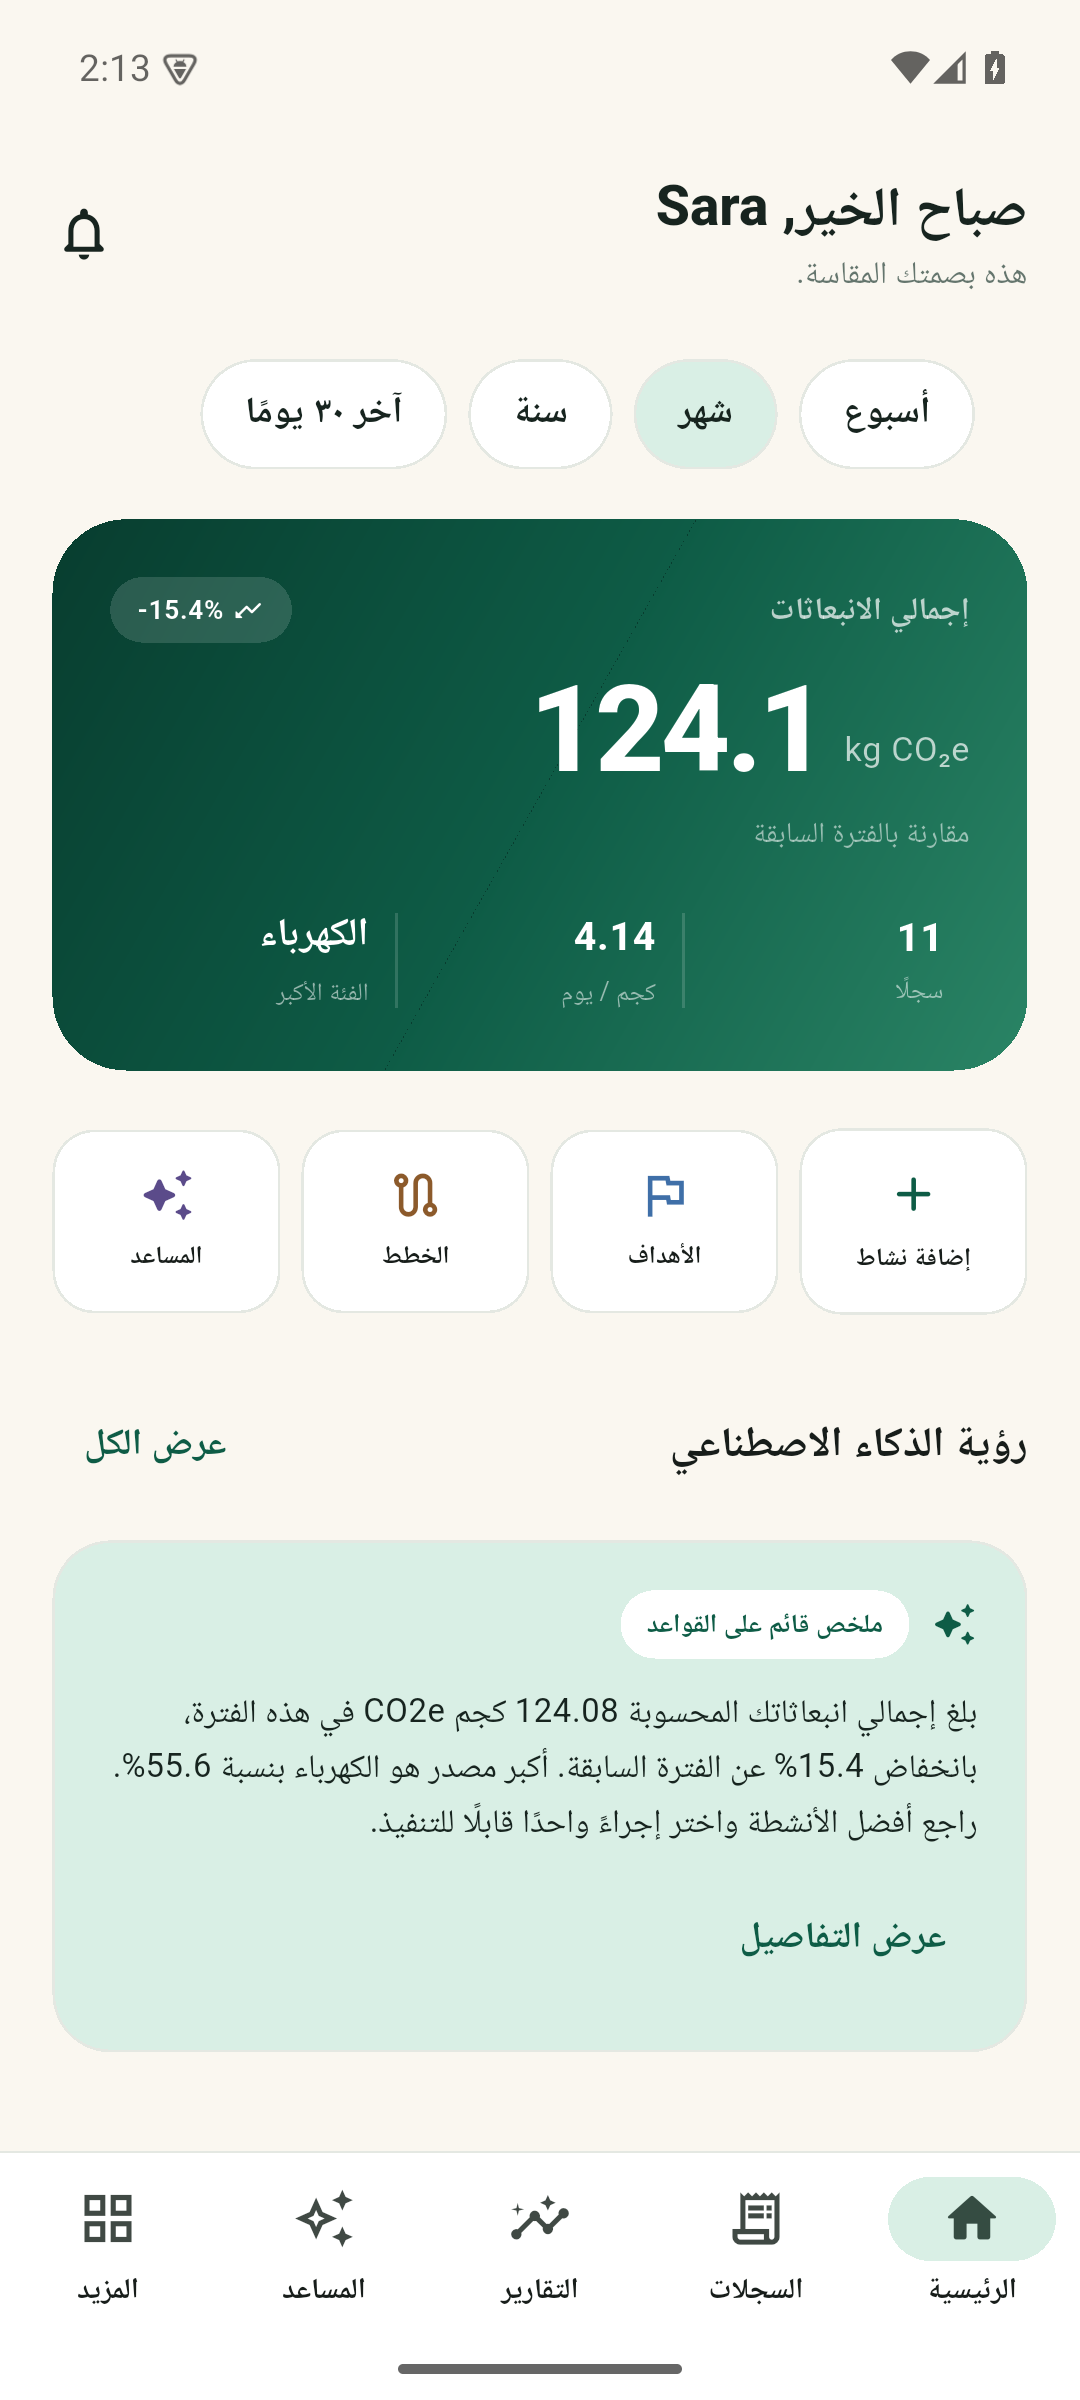 2:13
صباح الخير, Sara
هذه بصمتك المقاسة.
أسبوع
شهر
سنة
آخر ٣٠ يومًا
إجمالي الانبعاثات
-15.4%
124.1 kg CO₂e
مقارنة بالفترة السابقة
11
سجلًا
4.14
كجم / يوم
الكهرباء
الفئة الأكبر
إضافة نشاط
الأهداف
الخطط
المساعد
رؤية الذكاء الاصطناعي
عرض الكل
ملخص قائم على القواعد
بلغ إجمالي انبعاثاتك المحسوبة 124.08 كجم CO2e في هذه الفترة،
بانخفاض 15.4% عن الفترة السابقة. أكبر مصدر هو الكهرباء بنسبة 55.6%.
راجع أفضل الأنشطة واختر إجراءً واحدًا قابلًا للتنفيذ.
عرض التفاصيل
الرئيسية
السجلات
التقارير
المساعد
المزيد